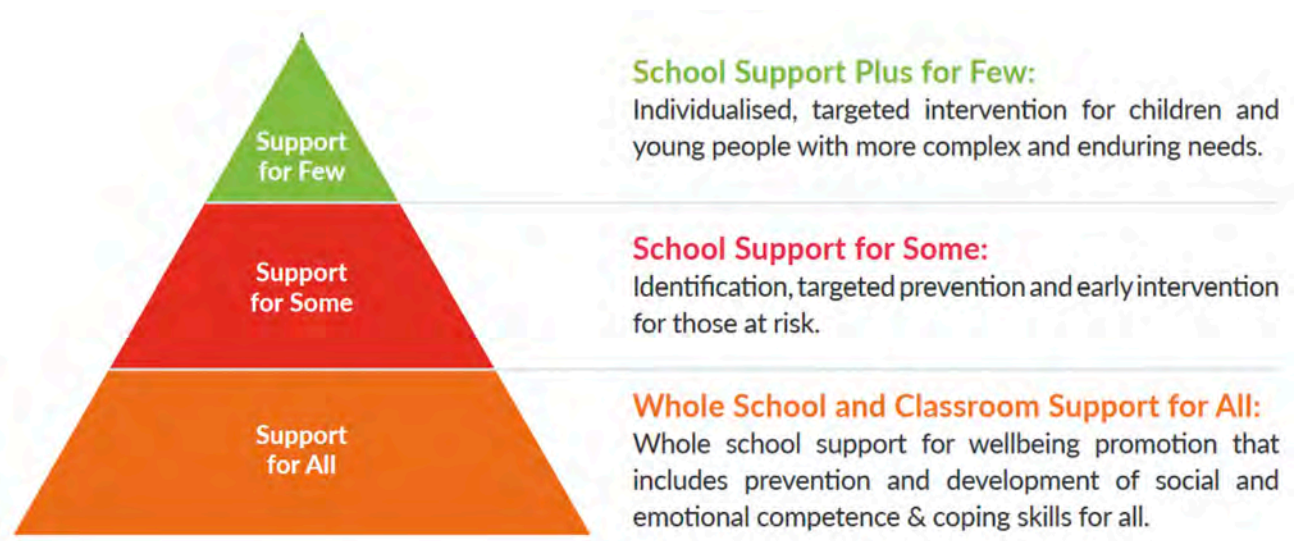 Support
for Few
School Support Plus for Few:
Individualised, targeted intervention for children and
young people with more complex and enduring needs.
Support
for Some
School Support for Some:
Identification, targeted prevention and early intervention
for those at risk.
Support
for All
Whole School and Classroom Support for All:
Whole school support for wellbeing promotion that
includes prevention and development of social and
emotional competence & coping skills for all.